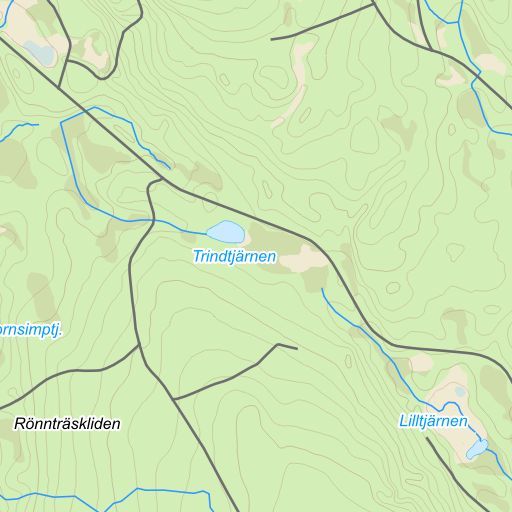 Trindtjärnen
ornsimptj.
Lilltjärnen
Rönnträskliden